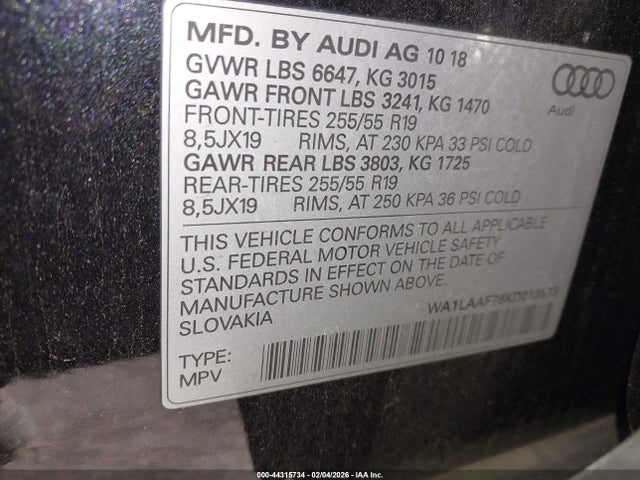 MFD. BY AUDI AG 10 18
GVWR LBS 6647, KG 3015
GAWR FRONT LBS 3241, KG 1470
FRONT-TIRES 255/55 R19
8,5JX19 RIMS, AT 230 KPA 33 PSI COLD
GAWR REAR LBS 3803, KG 1725
REAR-TIRES 255/55 R19
8,5JX19 RIMS, AT 250 KPA 36 PSI COLD
Audi
THIS VEHICLE CONFORMS TO ALL APPLICABLE
U.S. FEDERAL MOTOR VEHICLE SAFETY
STANDARDS IN EFFECT ON THE DATE OF
MANUFACTURE SHOWN ABOVE.
SLOVAKIA
WA1LAAF78KD013573
TYPE:
MPV
000-44315734 - 02/04/2026 - IAA Inc.